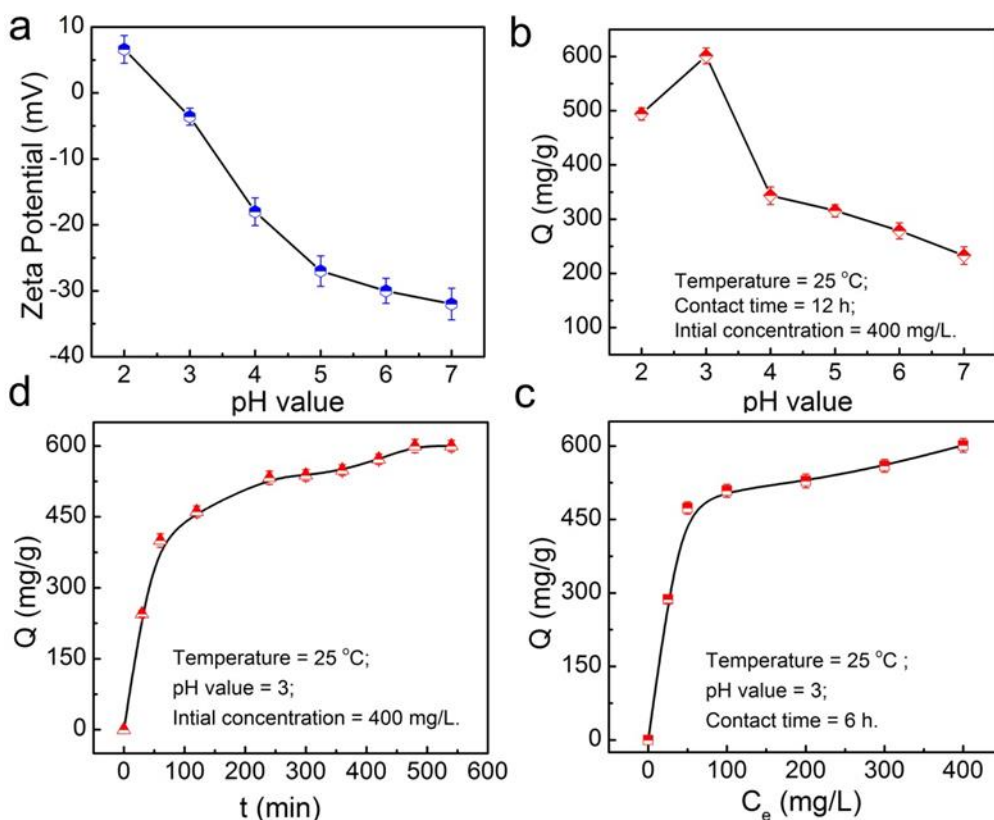 a
10
0
-10
-20
-30
-40
Zeta Potential (mV)
2 3 4 5 6 7
pH value
b
600
500
400
300
200
100
Q (mg/g)
Temperature = 25 °C;
Contact time = 12 h;
Intial concentration = 400 mg/L.
2 3 4 5 6 7
pH value
d
600
450
300
150
0
Q (mg/g)
Temperature = 25 °C;
pH value = 3;
Intial concentration = 400 mg/L.
0 100 200 300 400 500 600
t (min)
c
600
450
300
150
0
Q (mg/g)
Temperature = 25 °C ;
pH value = 3;
Contact time = 6 h.
0 100 200 300 400
Ce (mg/L)